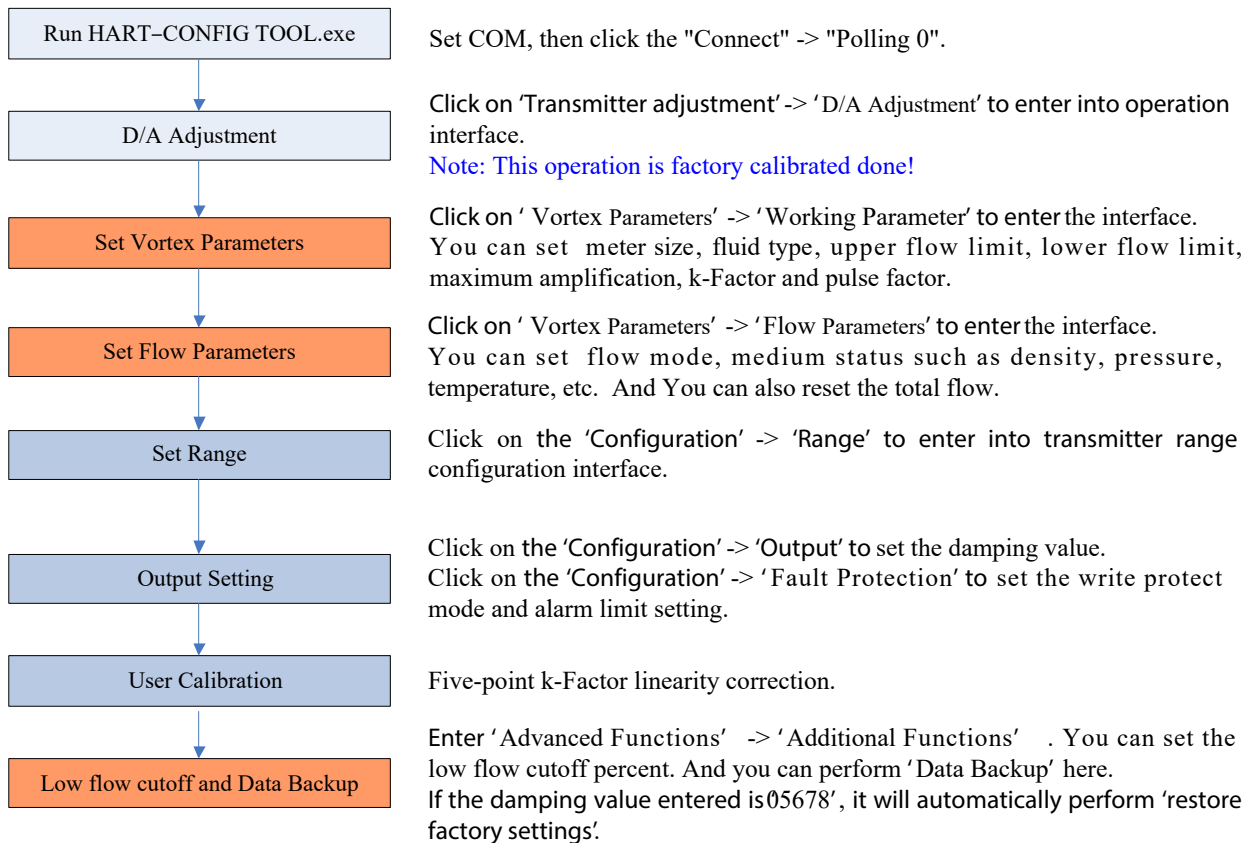 Run HART–CONFIG TOOL.exe
Set COM, then click the "Connect" -> "Polling 0".
D/A Adjustment
Click on ‘Transmitter adjustment’ -> ‘D/A Adjustment’ to enter into operation
interface.
Note: This operation is factory calibrated done!
Set Vortex Parameters
Click on ‘ Vortex Parameters’ -> ‘Working Parameter’ to enter the interface.
You can set meter size, fluid type, upper flow limit, lower flow limit,
maximum amplification, k-Factor and pulse factor.
Set Flow Parameters
Click on ‘ Vortex Parameters’ -> ‘Flow Parameters’ to enter the interface.
You can set flow mode, medium status such as density, pressure,
temperature, etc. And You can also reset the total flow.
Set Range
Click on the ‘Configuration’ -> ‘Range’ to enter into transmitter range
configuration interface.
Output Setting
Click on the ‘Configuration’ -> ‘Output’ to set the damping value.
Click on the ‘Configuration’ -> ‘Fault Protection’ to set the write protect
mode and alarm limit setting.
User Calibration
Five-point k-Factor linearity correction.
Low flow cutoff and Data Backup
Enter ‘Advanced Functions’ -> ‘Additional Functions’ . You can set the
low flow cutoff percent. And you can perform ‘Data Backup’ here.
If the damping value entered is ‘05678’, it will automatically perform ‘restore
factory settings’.